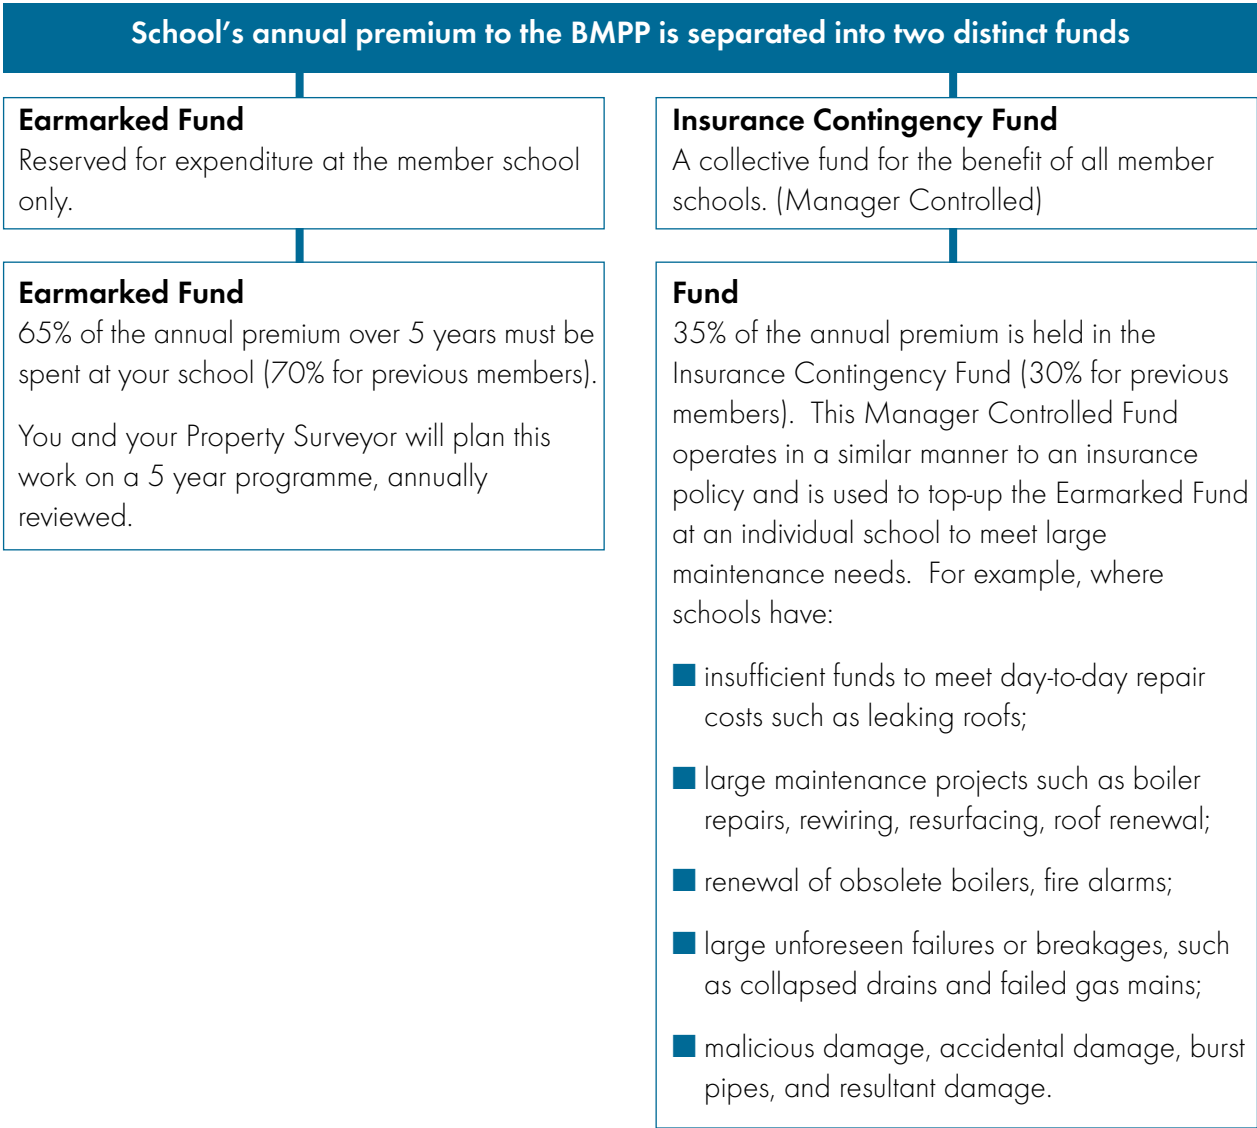 School’s annual premium to the BMPP is separated into two distinct funds
Earmarked Fund
Reserved for expenditure at the member school
only.
Earmarked Fund
65% of the annual premium over 5 years must be
spent at your school (70% for previous members).
You and your Property Surveyor will plan this
work on a 5 year programme, annually
reviewed.
Insurance Contingency Fund
A collective fund for the benefit of all member
schools. (Manager Controlled)
Fund
35% of the annual premium is held in the
Insurance Contingency Fund (30% for previous
members).  This Manager Controlled Fund
operates in a similar manner to an insurance
policy and is used to top-up the Earmarked Fund
at an individual school to meet large
maintenance needs.  For example, where
schools have:
■ insufficient funds to meet day-to-day repair
costs such as leaking roofs;
■ large maintenance projects such as boiler
repairs, rewiring, resurfacing, roof renewal;
■ renewal of obsolete boilers, fire alarms;
■ large unforeseen failures or breakages, such
as collapsed drains and failed gas mains;
■ malicious damage, accidental damage, burst
pipes, and resultant damage.